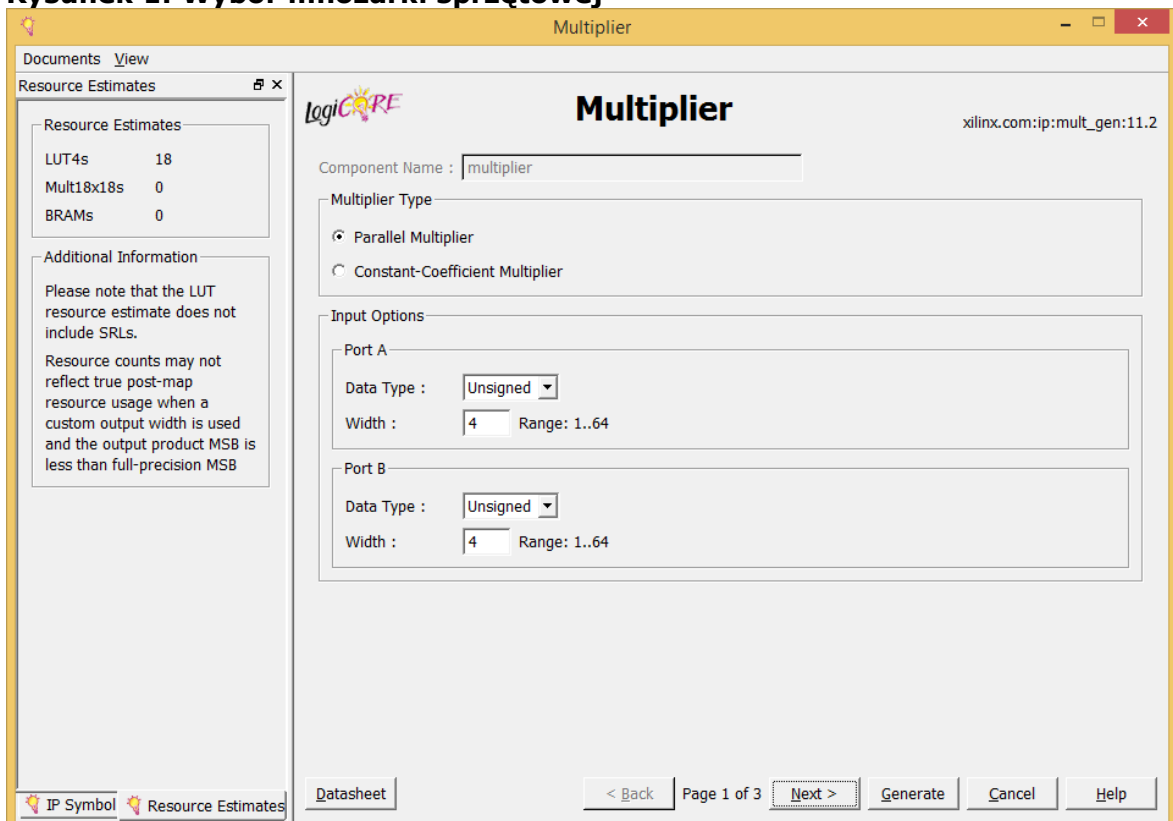 Rysunek 1. Wybór mnożarki sprzętowej
Multiplier
Documents View
Resource Estimates
Resource Estimates
LUT4s 18
Mult18x18s 0
BRAMs 0
Additional Information
Please note that the LUT
resource estimate does not
include SRLs.
Resource counts may not
reflect true post-map
resource usage when a
custom output width is used
and the output product MSB is
less than full-precision MSB
IP Symbol
Resource Estimates
LogiCORE
Multiplier
xilinx.com:ip:mult_gen:11.2
Component Name : multiplier
Multiplier Type
Parallel Multiplier
Constant-Coefficient Multiplier
Input Options
Port A
Data Type : Unsigned
Width : 4 Range: 1..64
Port B
Data Type : Unsigned
Width : 4 Range: 1..64
Datasheet < Back Page 1 of 3 Next > Generate Cancel Help